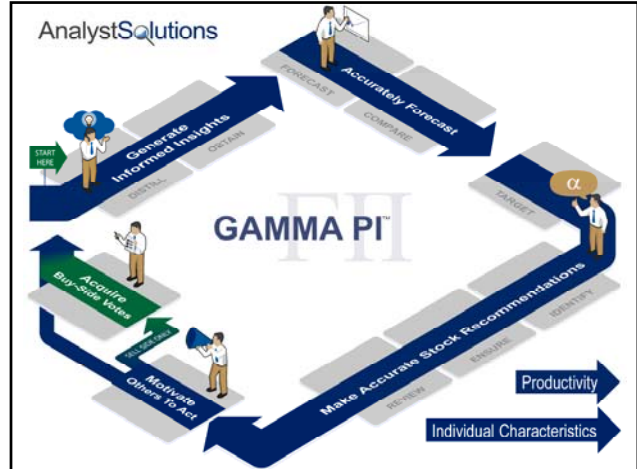 AnalystSolutions
START
HERE
Generate
Informed Insights
DISTILL
OBTAIN
FORECAST
COMPARE
Accurately Forecast
TARGET
α
GAMMA PI™
ΓΠ
Acquire
Buy-Side Votes
SELL SIDE ONLY
Motivate
Others To Act
Make Accurate Stock Recommendations
REVIEW
ENSURE
IDENTIFY
Productivity
Individual Characteristics